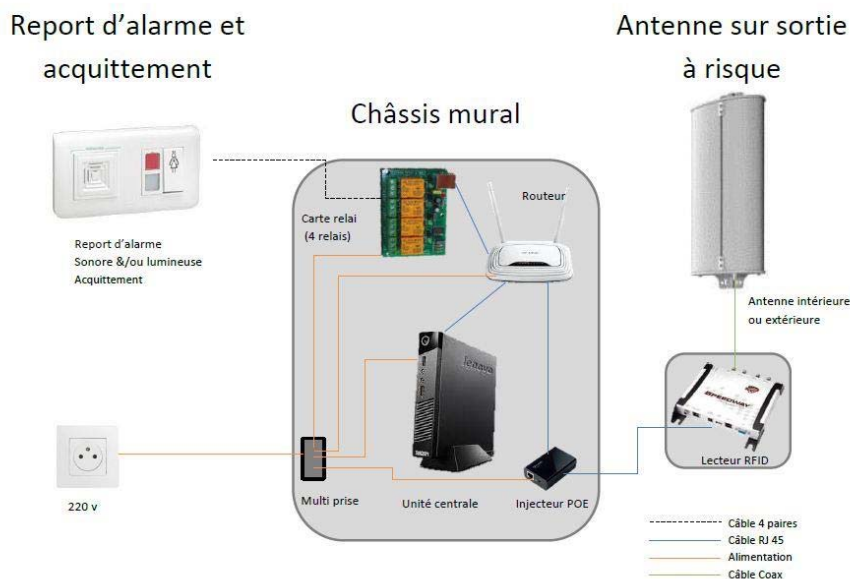 Report d’alarme et
acquittement
Antenne sur sortie
à risque
Châssis mural
Routeur
Carte relai
(4 relais)
Report d’alarme
Sonore &/ou lumineuse
Acquittement
Antenne intérieure
ou extérieure
lenovo
SPEEDWAY
Lecteur RFID
220 v
Multi prise
Unité centrale
Injecteur POE
Câble 4 paires
Câble RJ 45
Alimentation
Câble Coax